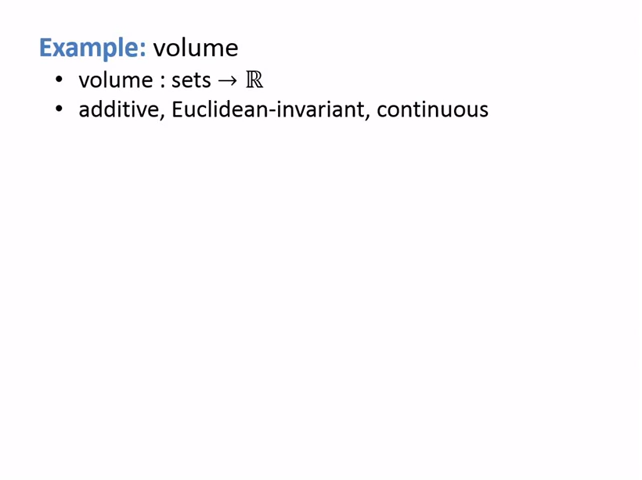 Example: volume
• volume : sets → ℝ
• additive, Euclidean-invariant, continuous